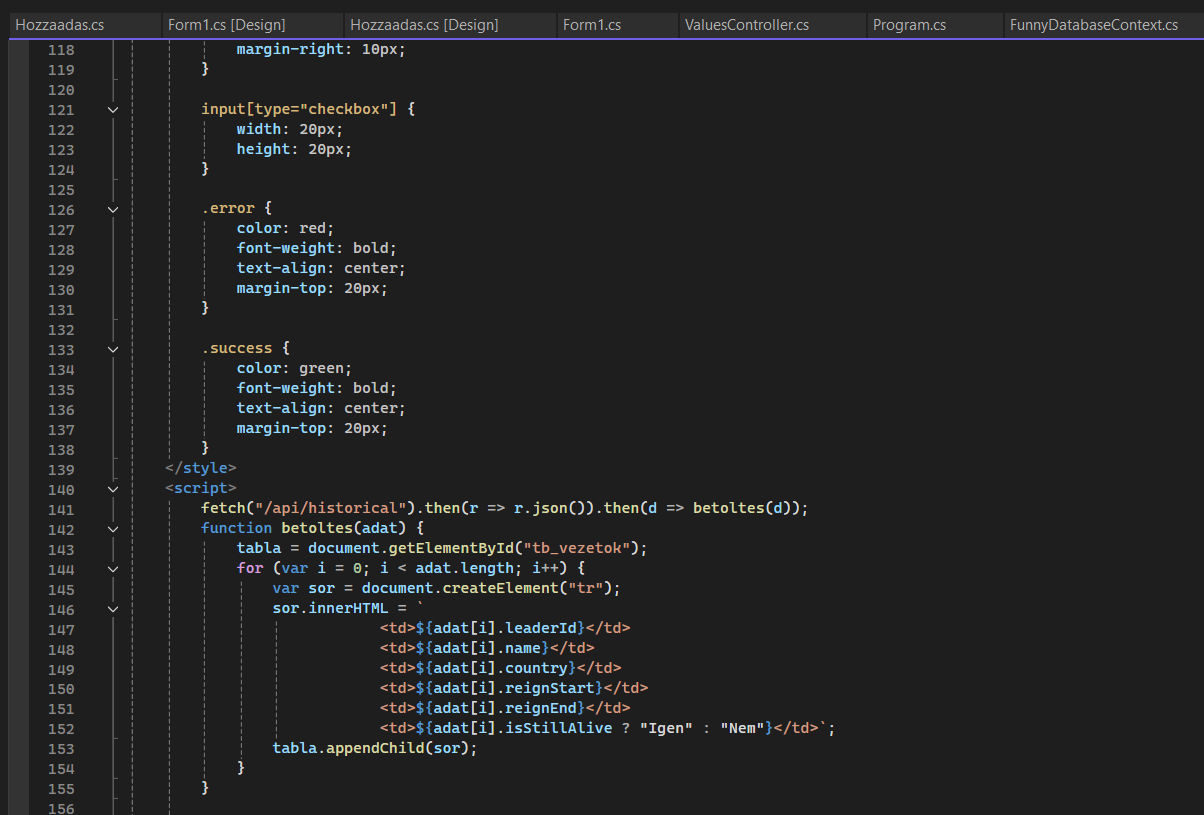 Hozzaadas.cs Form1.cs [Design] Hozzaadas.cs [Design] Form1.cs ValuesController.cs Program.cs FunnyDatabaseContext.cs
118 margin-right: 10px;
119 }
120
121 input[type="checkbox"] {
122 width: 20px;
123 height: 20px;
124 }
125
126 .error {
127 color: red;
128 font-weight: bold;
129 text-align: center;
130 margin-top: 20px;
131 }
132
133 .success {
134 color: green;
135 font-weight: bold;
136 text-align: center;
137 margin-top: 20px;
138 }
139 </style>
140 <script>
141 fetch("/api/historical").then(r => r.json()).then(d => betoltes(d));
142 function betoltes(adat) {
143 tabla = document.getElementById("tb_vezetok");
144 for (var i = 0; i < adat.length; i++) {
145 var sor = document.createElement("tr");
146 sor.innerHTML = `
147 <td>${adat[i].leaderId}</td>
148 <td>${adat[i].name}</td>
149 <td>${adat[i].country}</td>
150 <td>${adat[i].reignStart}</td>
151 <td>${adat[i].reignEnd}</td>
152 <td>${adat[i].isStillAlive ? "Igen" : "Nem"}</td>`;
153 tabla.appendChild(sor);
154 }
155 }
156